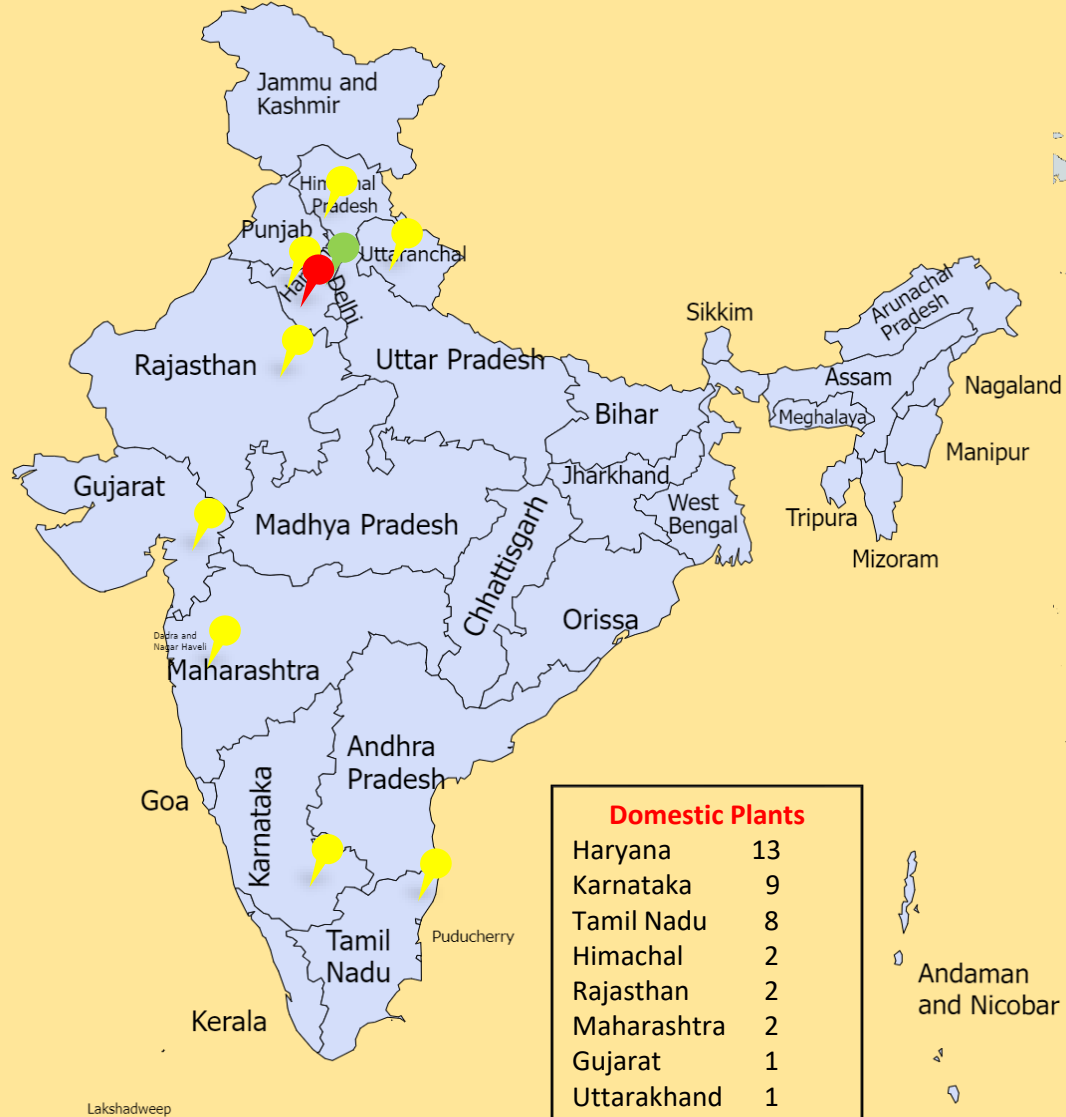 Jammu and
Kashmir
Pradesh
Punjab
Uttaranchal
Delhi
Sikkim
Arunachal
Pradesh
Rajasthan
Uttar Pradesh
Assam
Nagaland
Bihar
Meghalaya
Manipur
Gujarat
Jharkhand
Madhya Pradesh
West
Bengal
Tripura
Mizoram
Chhattisgarh
Orissa
Dadra and
Nagar Haveli
Maharashtra
Andhra
Pradesh
Goa
Karnataka
Domestic Plants
Haryana 13
Karnataka 9
Tamil Nadu 8
Himachal 2
Rajasthan 2
Maharashtra 2
Gujarat 1
Uttarakhand 1
Tamil
Nadu
Puducherry
Andaman
and Nicobar
Kerala
Lakshadweep